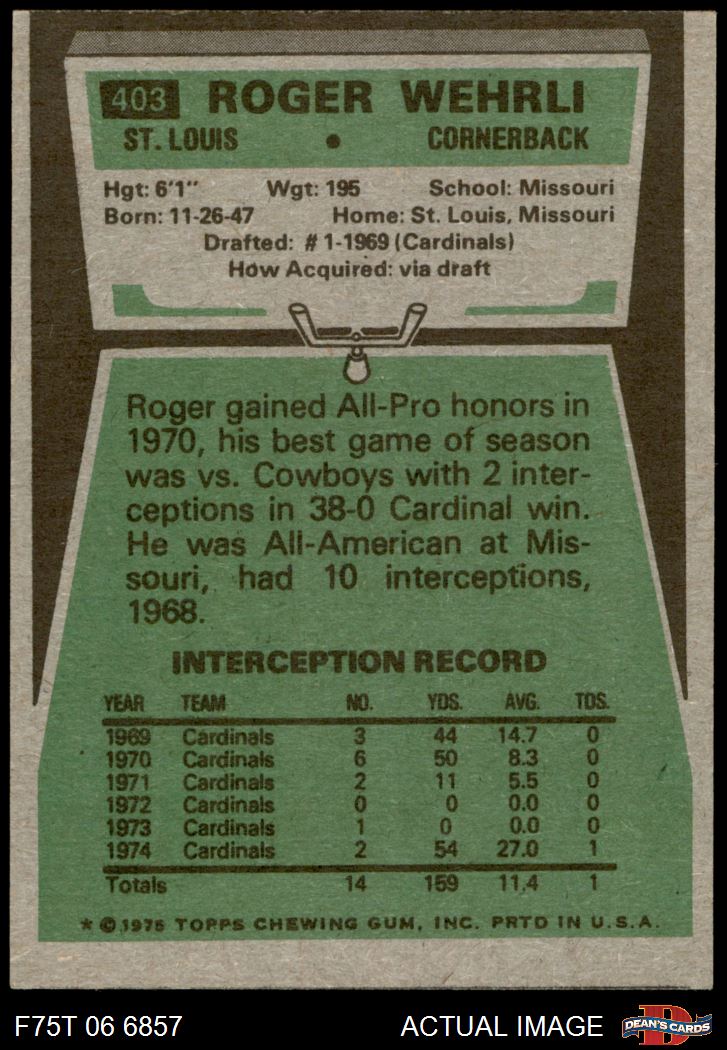 403 ROGER WEHRLI
ST. LOUIS • CORNERBACK
Hgt: 6'1" Wgt: 195 School: Missouri
Born: 11-26-47 Home: St. Louis, Missouri
Drafted: # 1-1969 (Cardinals)
How Acquired: via draft
Roger gained All-Pro honors in
1970, his best game of season
was vs. Cowboys with 2 inter-
ceptions in 38-0 Cardinal win.
He was All-American at Mis-
souri, had 10 interceptions,
1968.
INTERCEPTION RECORD
YEAR TEAM NO. YDS. AVG. TDS.
1969 Cardinals 3 44 14.7 0
1970 Cardinals 6 50 8.3 0
1971 Cardinals 2 11 5.5 0
1972 Cardinals 0 0 0.0 0
1973 Cardinals 1 0 0.0 0
1974 Cardinals 2 54 27.0 1
Totals 14 159 11.4 1
* © 1975 TOPPS CHEWING GUM, INC. PRTD IN U.S.A.
F75T 06 6857 ACTUAL IMAGE DEAN'S CARDS